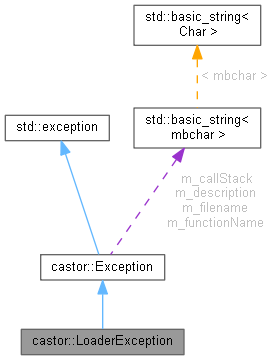 std::basic_string<
Char >
< mbchar >
std::exception
std::basic_string<
mbchar >
m_callStack
m_description
m_filename
m_functionName
castor::Exception
castor::LoaderException